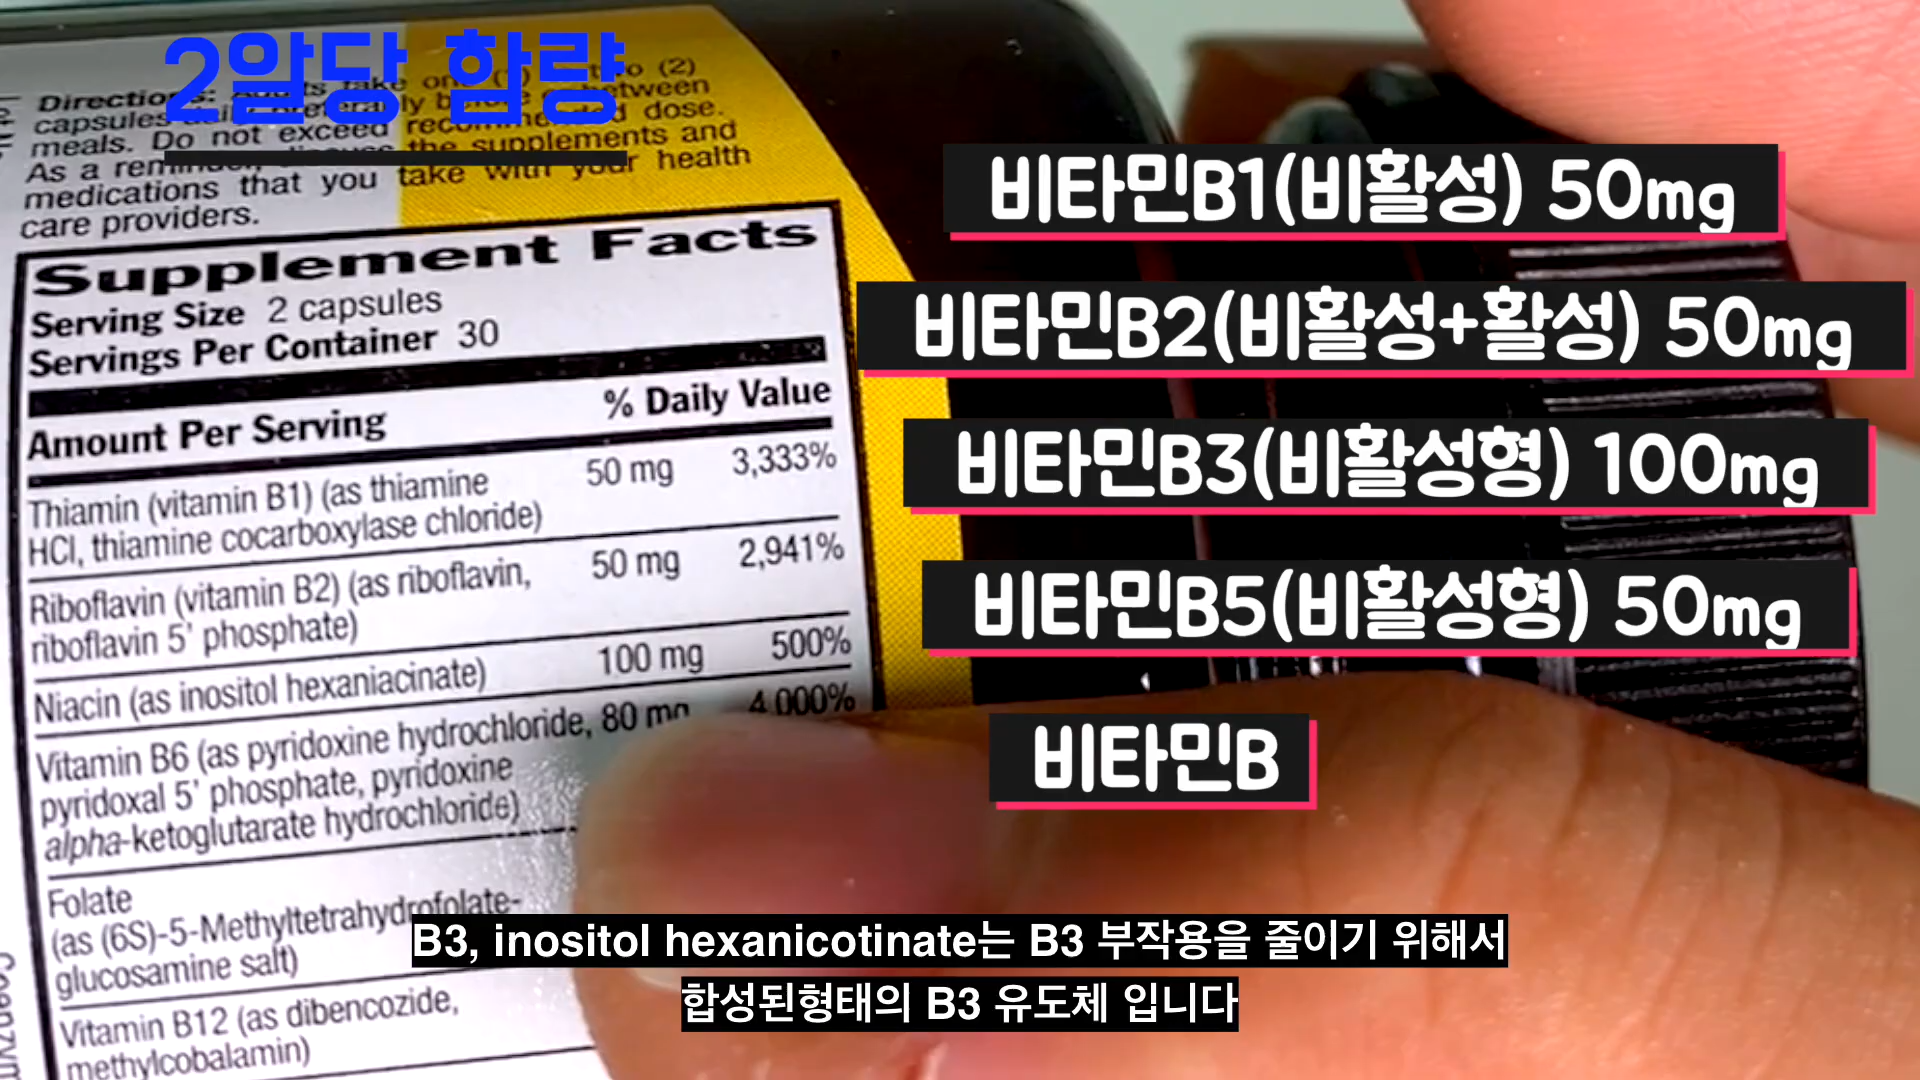 2알당 함량
Directions: Adults take one (1) or two (2)
capsules daily preferably before or between
meals. Do not exceed recommended dose.
As a reminder, discuss the supplements and
medications that you take with your health
care providers.
Supplement Facts
Serving Size 2 capsules
Servings Per Container 30
Amount Per Serving % Daily Value
Thiamin (vitamin B1) (as thiamine 50 mg 3,333%
HCl, thiamine cocarboxylase chloride)
Riboflavin (vitamin B2) (as riboflavin, 50 mg 2,941%
riboflavin 5' phosphate)
Niacin (as inositol hexaniacinate) 100 mg 500%
Vitamin B6 (as pyridoxine hydrochloride, 80 mg 4,000%
pyridoxal 5' phosphate, pyridoxine
alpha-ketoglutarate hydrochloride)
Folate
(as (6S)-5-Methyltetrahydrofolate-
glucosamine salt)
Vitamin B12 (as dibencozide,
methylcobalamin)
비타민B1(비활성) 50mg
비타민B2(비활성+활성) 50mg
비타민B3(비활성형) 100mg
비타민B5(비활성형) 50mg
비타민B
B3, inositol hexanicotinate는 B3 부작용을 줄이기 위해서
합성된형태의 B3 유도체 입니다